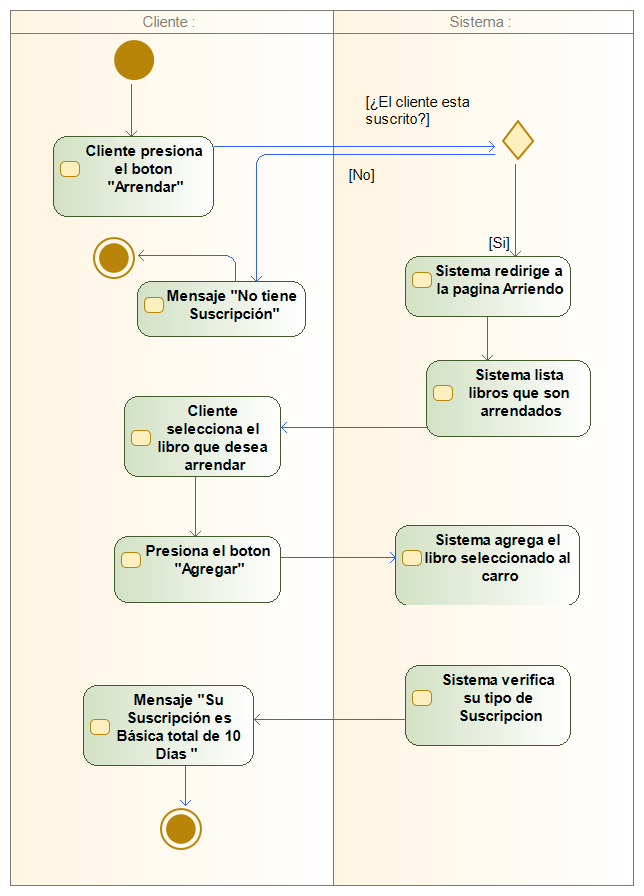 Cliente :
Sistema :
[¿El cliente esta
suscrito?]
Cliente presiona
el boton
"Arrendar"
[No]
[Si]
Mensaje "No tiene
Suscripción"
Sistema redirige a
la pagina Arriendo
Sistema lista
libros que son
arrendados
Cliente
selecciona el
libro que desea
arrendar
Presiona el boton
"Agregar"
Sistema agrega el
libro seleccionado al
carro
Sistema verifica
su tipo de
Suscripcion
Mensaje "Su
Suscripción es
Básica total de 10
Días "